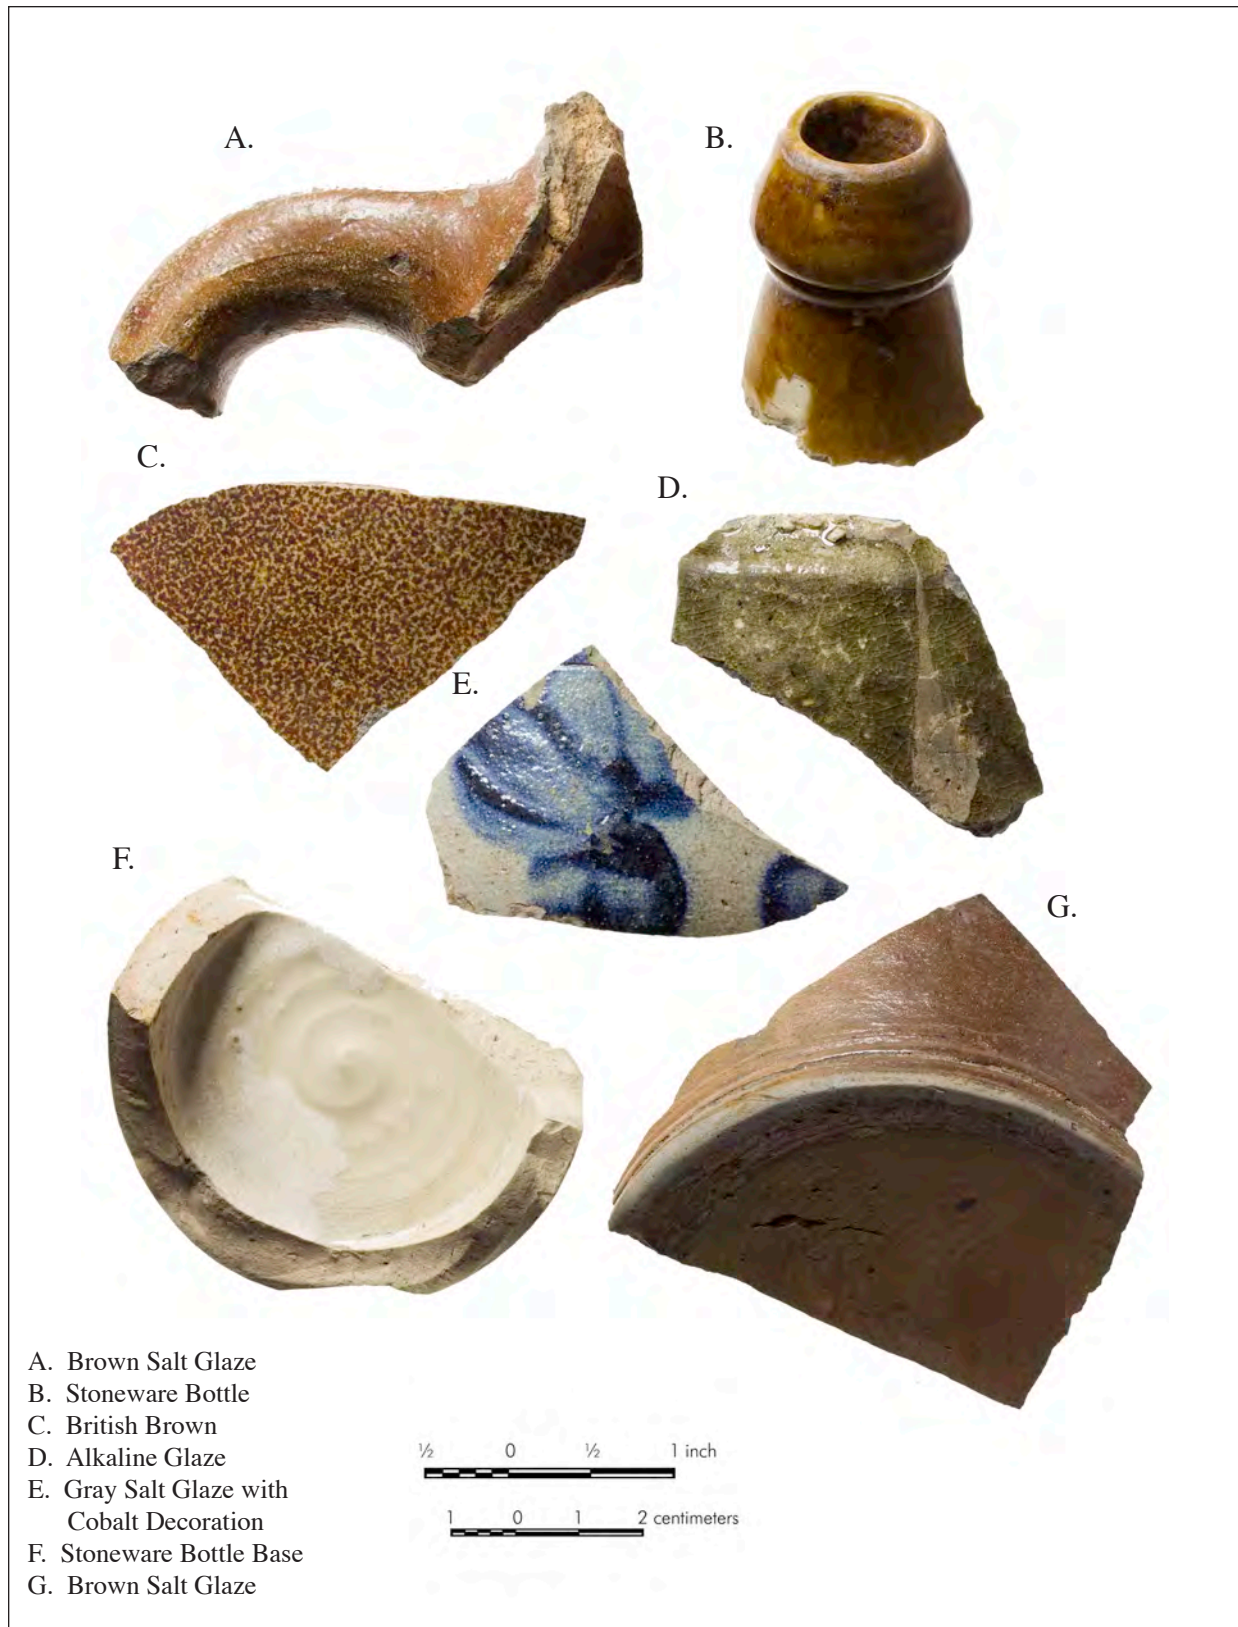 A.
B.
C.
D.
E.
F.
G.
A. Brown Salt Glaze
B. Stoneware Bottle
C. British Brown
D. Alkaline Glaze
E. Gray Salt Glaze with
Cobalt Decoration
F. Stoneware Bottle Base
G. Brown Salt Glaze
½ 0 ½ 1 inch
1 0 1 2 centimeters